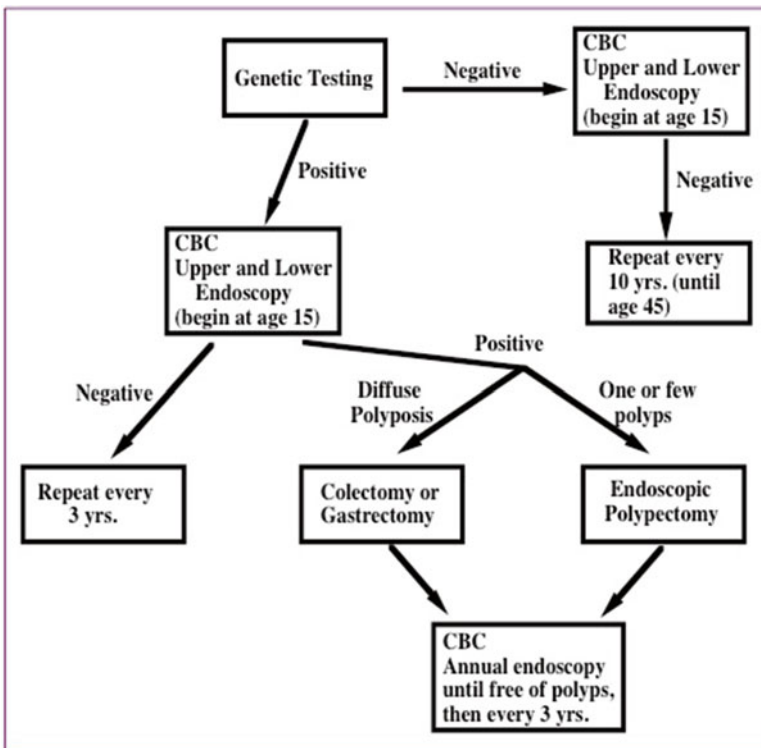 Genetic Testing
Negative
CBC
Upper and Lower
Endoscopy
(begin at age 15)
Positive
Negative
CBC
Upper and Lower
Endoscopy
(begin at age 15)
Repeat every
10 yrs. (until
age 45)
Positive
Negative
Diffuse
Polyposis
One or few
polyps
Repeat every
3 yrs.
Colectomy or
Gastrectomy
Endoscopic
Polypectomy
CBC
Annual endoscopy
until free of polyps,
then every 3 yrs.